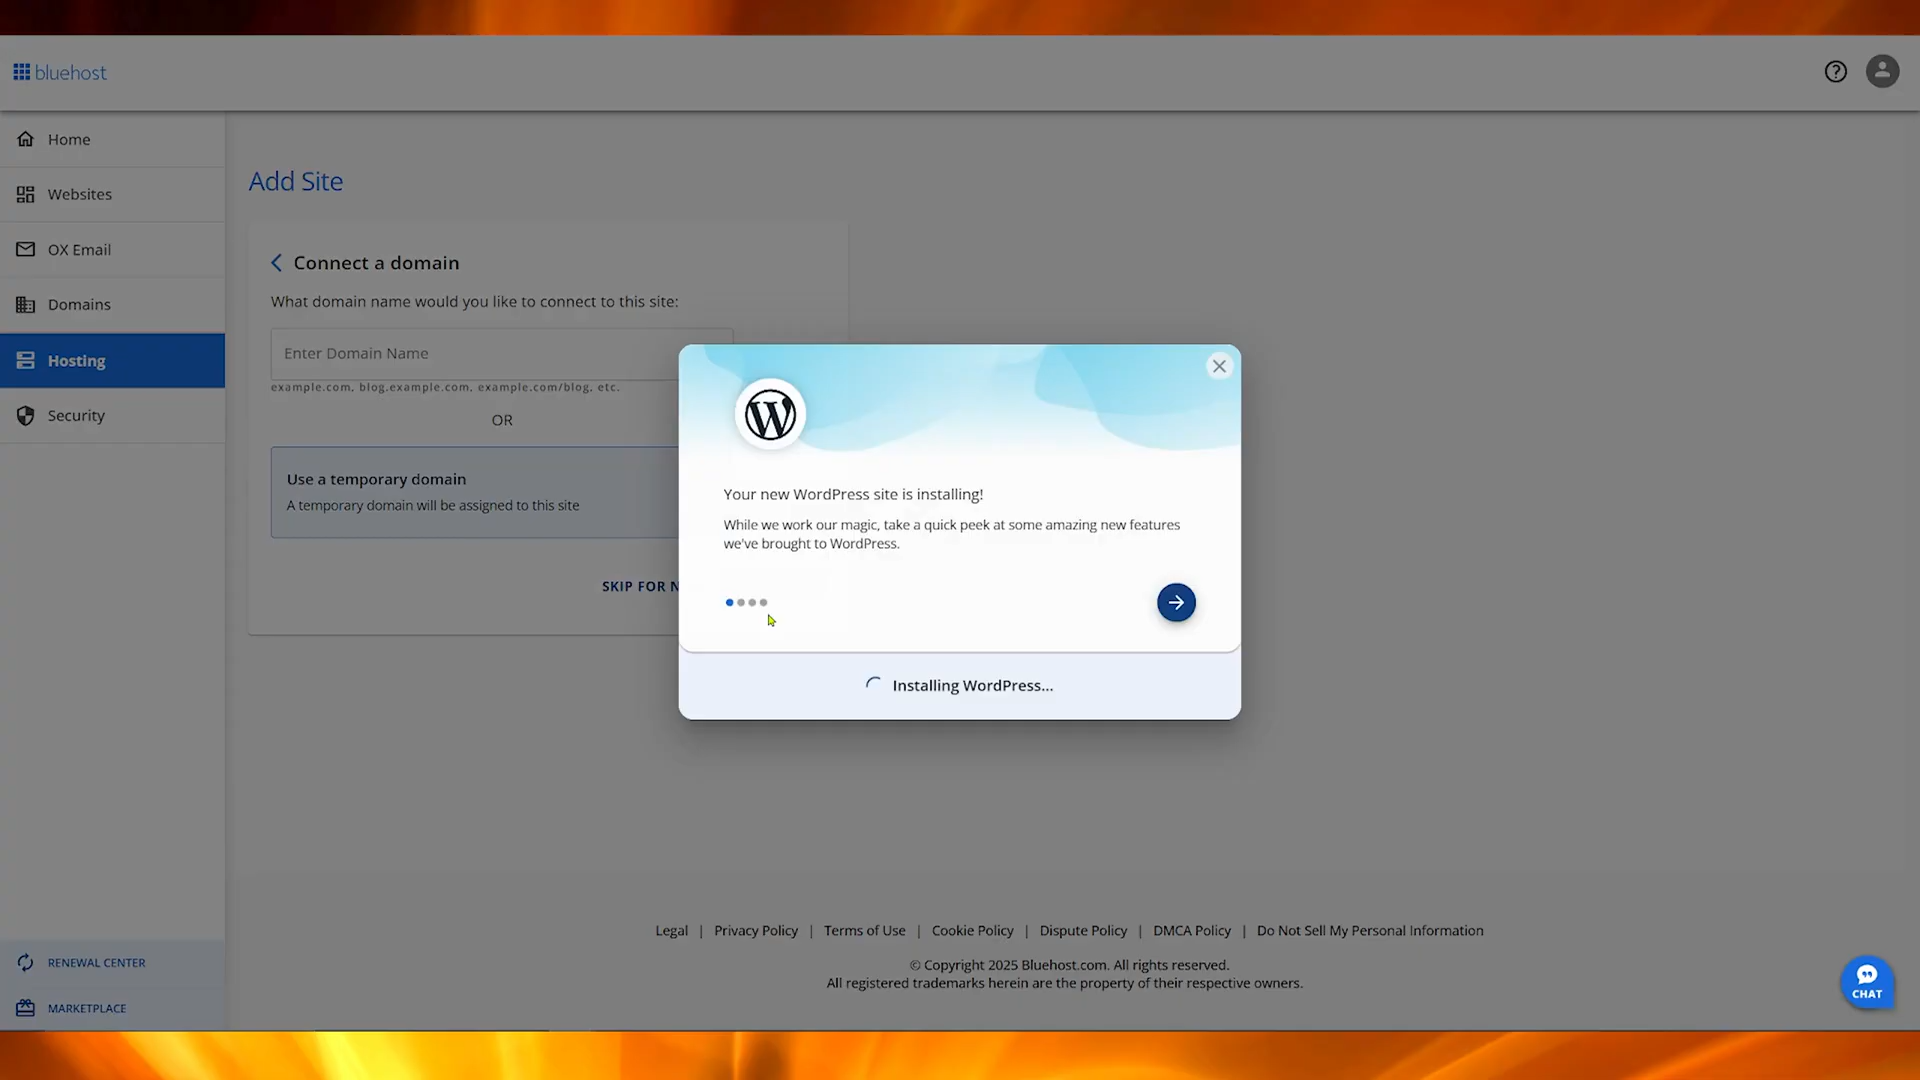 bluehost
Home
Websites
OX Email
Domains
Hosting
Security
RENEWAL CENTER
MARKETPLACE
Add Site
Connect a domain
What domain name would you like to connect to this site:
Enter Domain Name
example.com, blog.example.com, example.com/blog, etc.
OR
Use a temporary domain
A temporary domain will be assigned to this site
SKIP FOR N
Your new WordPress site is installing!
While we work our magic, take a quick peek at some amazing new features
we've brought to WordPress.
Installing WordPress...
Legal | Privacy Policy | Terms of Use | Cookie Policy | Dispute Policy | DMCA Policy | Do Not Sell My Personal Information
© Copyright 2025 Bluehost.com. All rights reserved.
All registered trademarks herein are the property of their respective owners.
CHAT